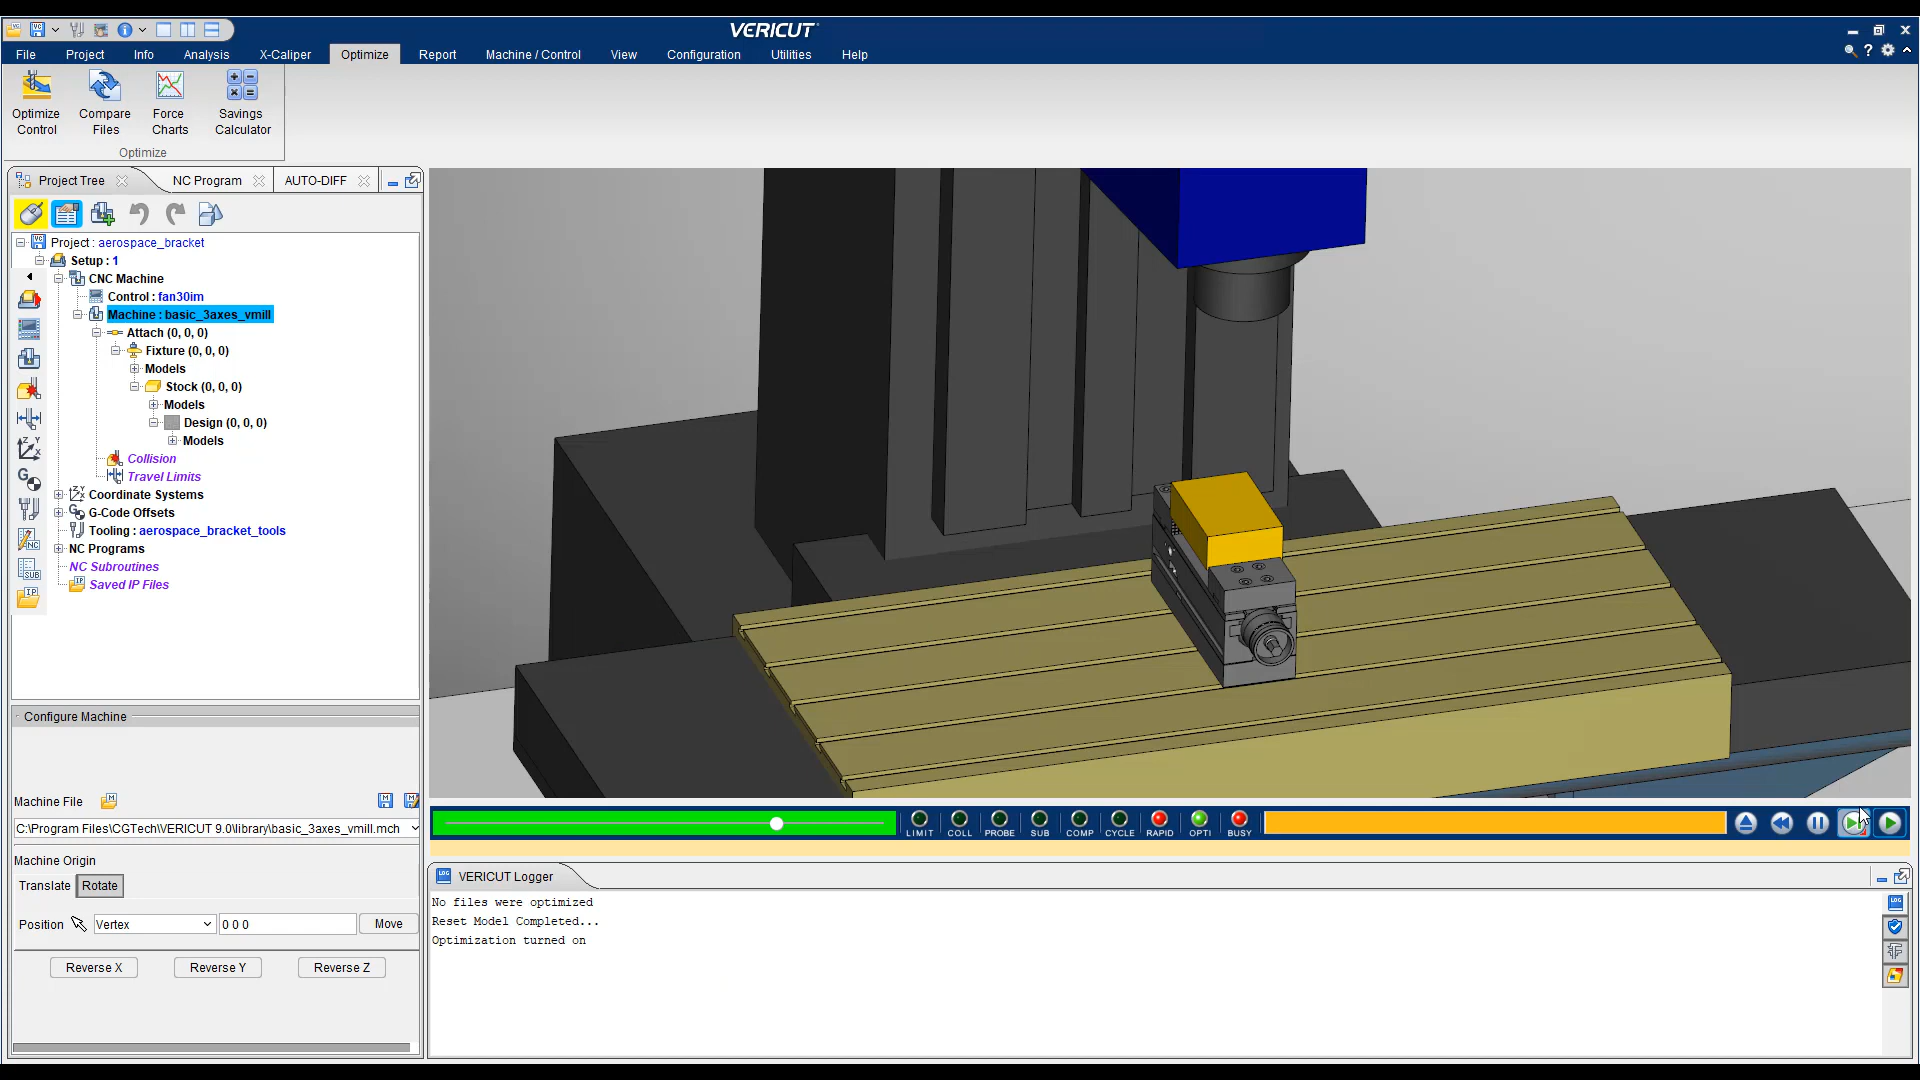 VERICUT
File Project Info Analysis X-Caliper Optimize Report Machine / Control View Configuration Utilities Help
Optimize Control
Compare Files
Force Charts
Savings Calculator
Optimize
Project Tree NC Program AUTO-DIFF
Project : aerospace_bracket
Setup : 1
CNC Machine
Control : fan30im
Machine : basic_3axes_vmill
Attach (0, 0, 0)
Fixture (0, 0, 0)
Models
Stock (0, 0, 0)
Models
Design (0, 0, 0)
Models
Collision
Travel Limits
Coordinate Systems
G-Code Offsets
Tooling : aerospace_bracket_tools
NC Programs
NC Subroutines
Saved IP Files
Configure Machine
Machine File
C:\Program Files\CGTech\VERICUT 9.0\library\basic_3axes_vmill.mch
Machine Origin
Translate Rotate
Position Vertex 0 0 0 Move
Reverse X Reverse Y Reverse Z
LIMIT COLL PROBE SUB COMP CYCLE RAPID OPTI BUSY
VERICUT Logger
No files were optimized
Reset Model Completed...
Optimization turned on